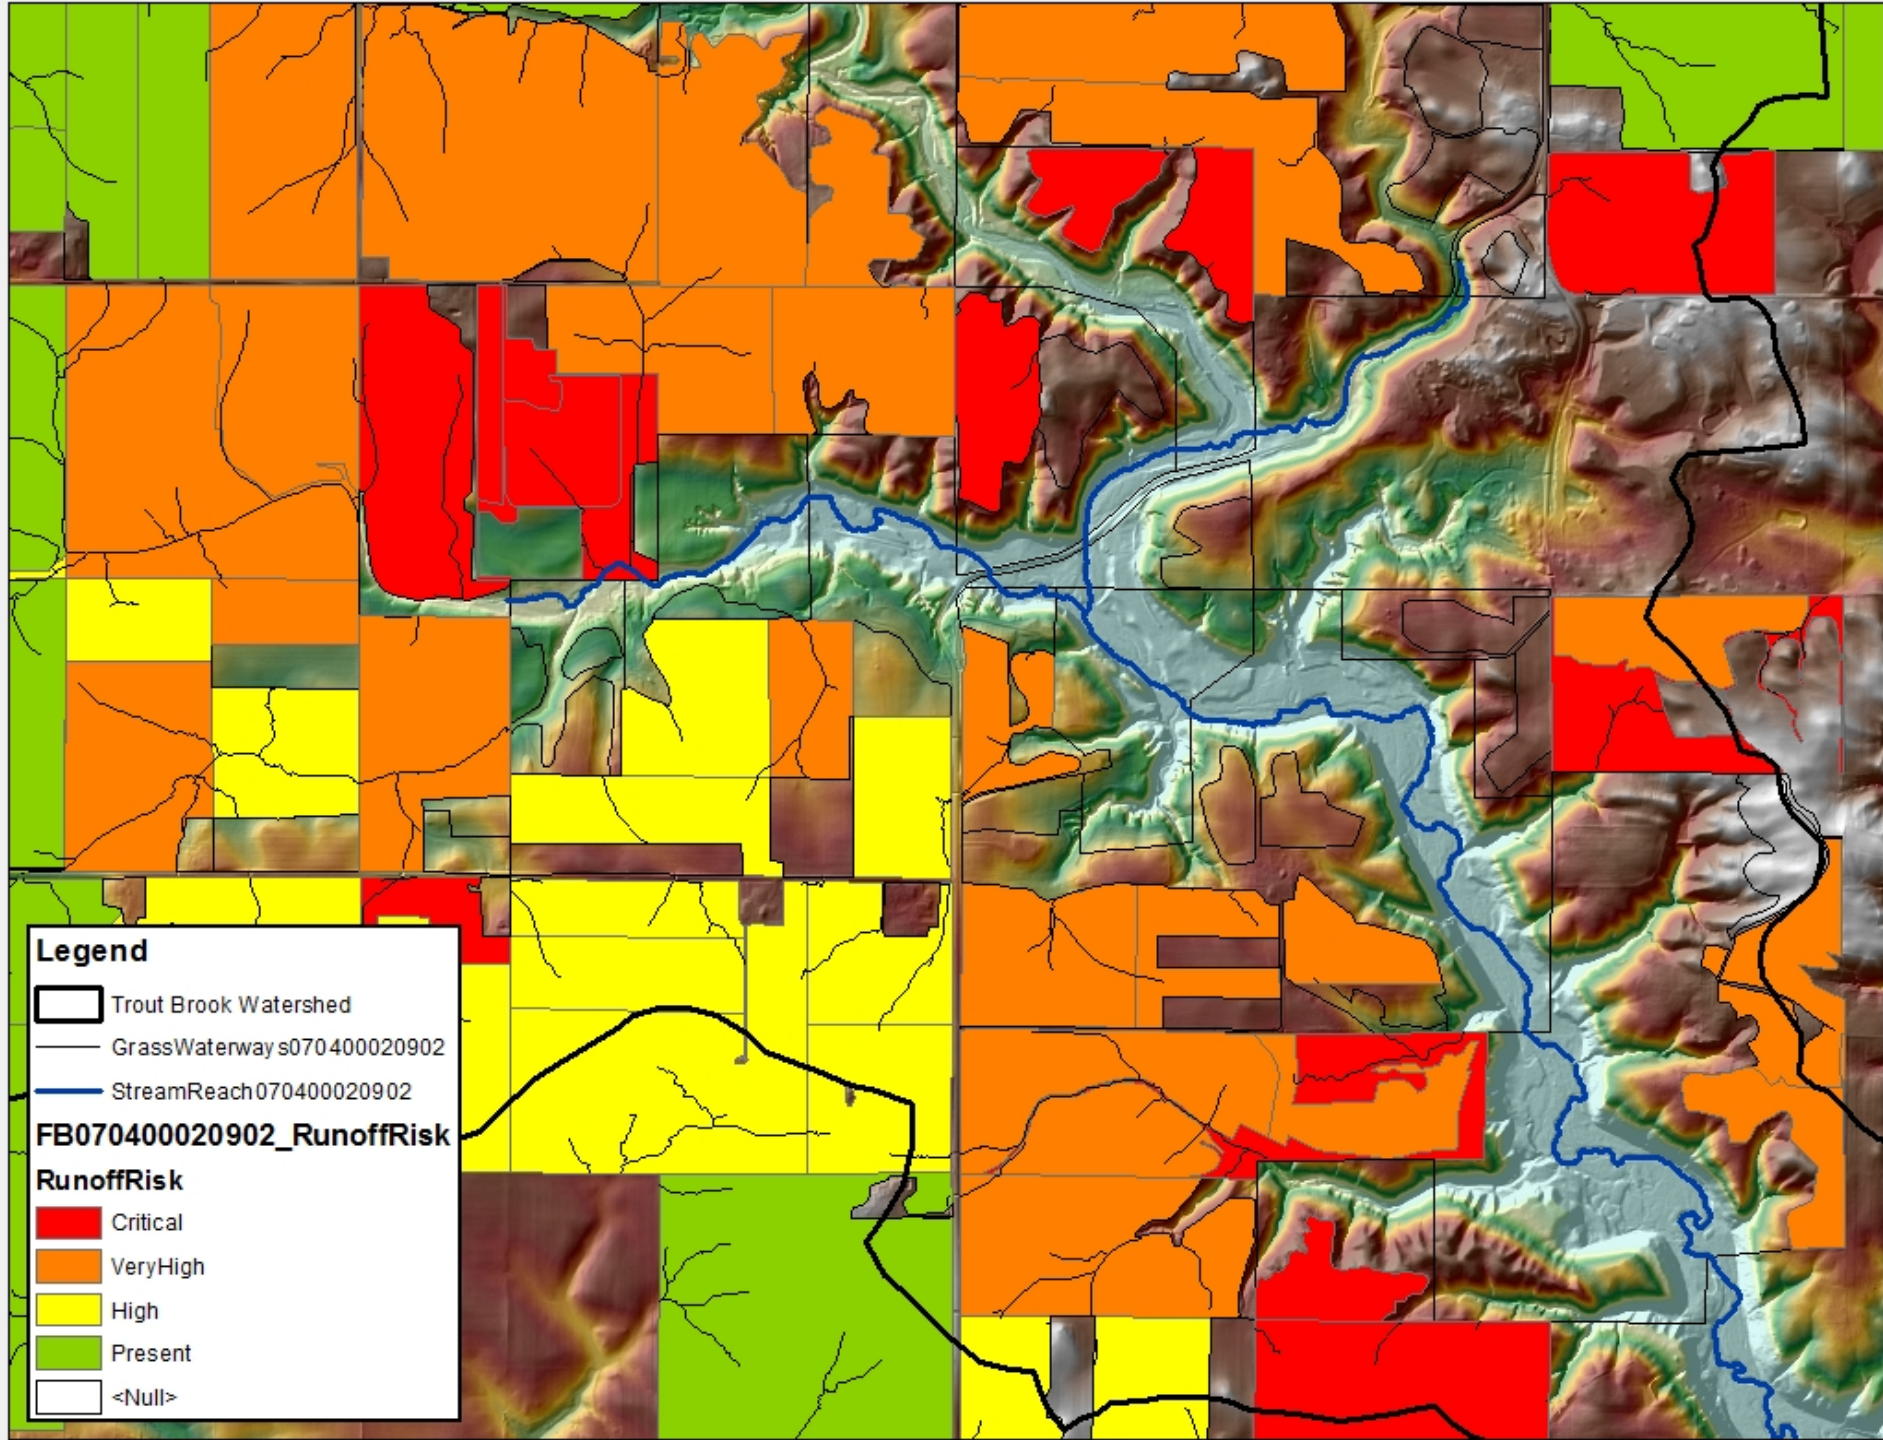 Legend
Trout Brook Watershed
GrassWaterways070400020902
StreamReach070400020902
FB070400020902_RunoffRisk
RunoffRisk
Critical
VeryHigh
High
Present
<Null>